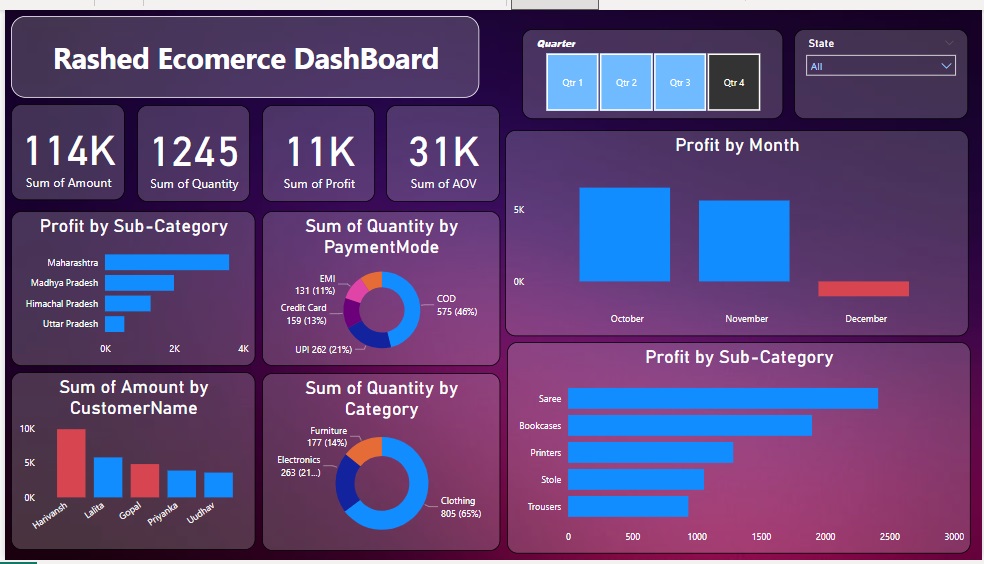 Rashed Ecomerce DashBoard
Quarter
Qtr 1
Qtr 2
Qtr 3
Qtr 4
State
All
114K
Sum of Amount
1245
Sum of Quantity
11K
Sum of Profit
31K
Sum of AOV
Profit by Month
5K
0K
October
November
December
Profit by Sub-Category
Maharashtra
Madhya Pradesh
Himachal Pradesh
Uttar Pradesh
0K
2K
4K
Sum of Quantity by
PaymentMode
EMI
131 (11%)
Credit Card
159 (13%)
UPI 262 (21%)
COD
575 (46%)
Profit by Sub-Category
Saree
Bookcases
Printers
Stole
Trousers
0
500
1000
1500
2000
2500
3000
Sum of Amount by
CustomerName
10K
5K
0K
Harivansh
Lalita
Gopal
Priyanka
Uudhav
Sum of Quantity by
Category
Furniture
177 (14%)
Electronics
263 (21...)
Clothing
805 (65%)